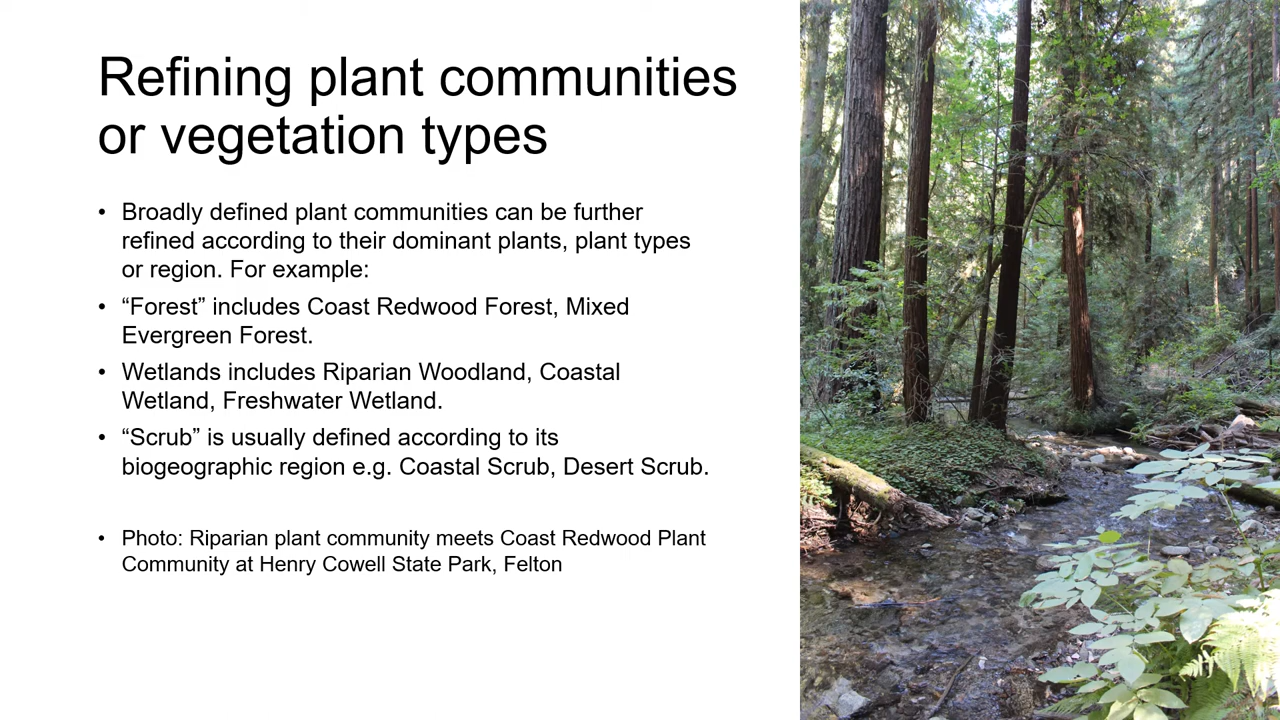 Refining plant communities
or vegetation types
• Broadly defined plant communities can be further
refined according to their dominant plants, plant types
or region. For example:
• “Forest” includes Coast Redwood Forest, Mixed
Evergreen Forest.
• Wetlands includes Riparian Woodland, Coastal
Wetland, Freshwater Wetland.
• “Scrub” is usually defined according to its
biogeographic region e.g. Coastal Scrub, Desert Scrub.
• Photo: Riparian plant community meets Coast Redwood Plant
Community at Henry Cowell State Park, Felton